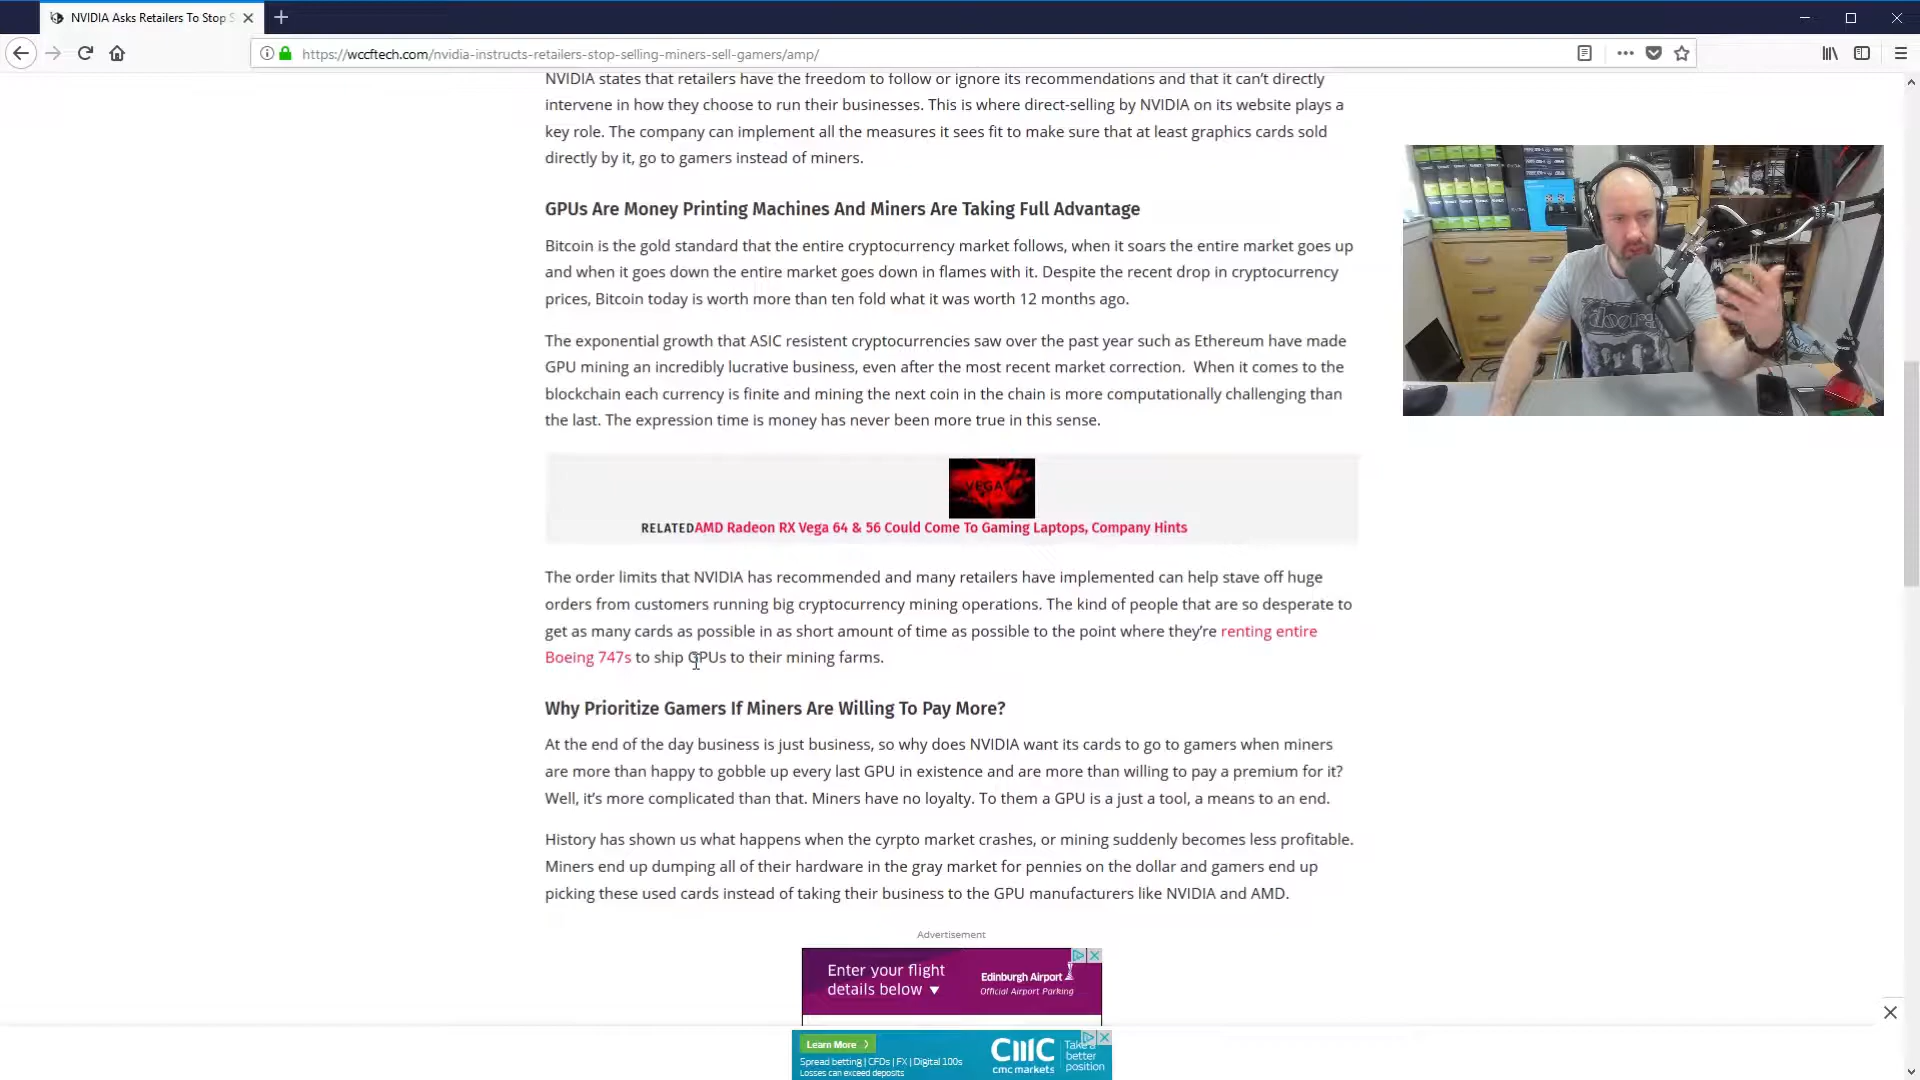 NVIDIA Asks Retailers To Stop S
https://wccftech.com/nvidia-instructs-retailers-stop-selling-miners-sell-gamers/amp/
NVIDIA states that retailers have the freedom to follow or ignore its recommendations and that it can't directly
intervene in how they choose to run their businesses. This is where direct-selling by NVIDIA on its website plays a
key role. The company can implement all the measures it sees fit to make sure that at least graphics cards sold
directly by it, go to gamers instead of miners.
GPUs Are Money Printing Machines And Miners Are Taking Full Advantage
Bitcoin is the gold standard that the entire cryptocurrency market follows, when it soars the entire market goes up
and when it goes down the entire market goes down in flames with it. Despite the recent drop in cryptocurrency
prices, Bitcoin today is worth more than ten fold what it was worth 12 months ago.
The exponential growth that ASIC resistent cryptocurrencies saw over the past year such as Ethereum have made
GPU mining an incredibly lucrative business, even after the most recent market correction.  When it comes to the
blockchain each currency is finite and mining the next coin in the chain is more computationally challenging than
the last. The expression time is money has never been more true in this sense.
VEGA
RELATEDAMD Radeon RX Vega 64 & 56 Could Come To Gaming Laptops, Company Hints
The order limits that NVIDIA has recommended and many retailers have implemented can help stave off huge
orders from customers running big cryptocurrency mining operations. The kind of people that are so desperate to
get as many cards as possible in as short amount of time as possible to the point where they're renting entire
Boeing 747s to ship GPUs to their mining farms.
Why Prioritize Gamers If Miners Are Willing To Pay More?
At the end of the day business is just business, so why does NVIDIA want its cards to go to gamers when miners
are more than happy to gobble up every last GPU in existence and are more than willing to pay a premium for it?
Well, it's more complicated than that. Miners have no loyalty. To them a GPU is a just a tool, a means to an end.
History has shown us what happens when the cyrpto market crashes, or mining suddenly becomes less profitable.
Miners end up dumping all of their hardware in the gray market for pennies on the dollar and gamers end up
picking these used cards instead of taking their business to the GPU manufacturers like NVIDIA and AMD.
Advertisement
Enter your flight
details below
Edinburgh Airport
Official Airport Parking
Learn More
Spread betting | CFDs | FX | Digital 100s
Losses can exceed deposits
cmc
cmc markets
Take a
better
position
doors